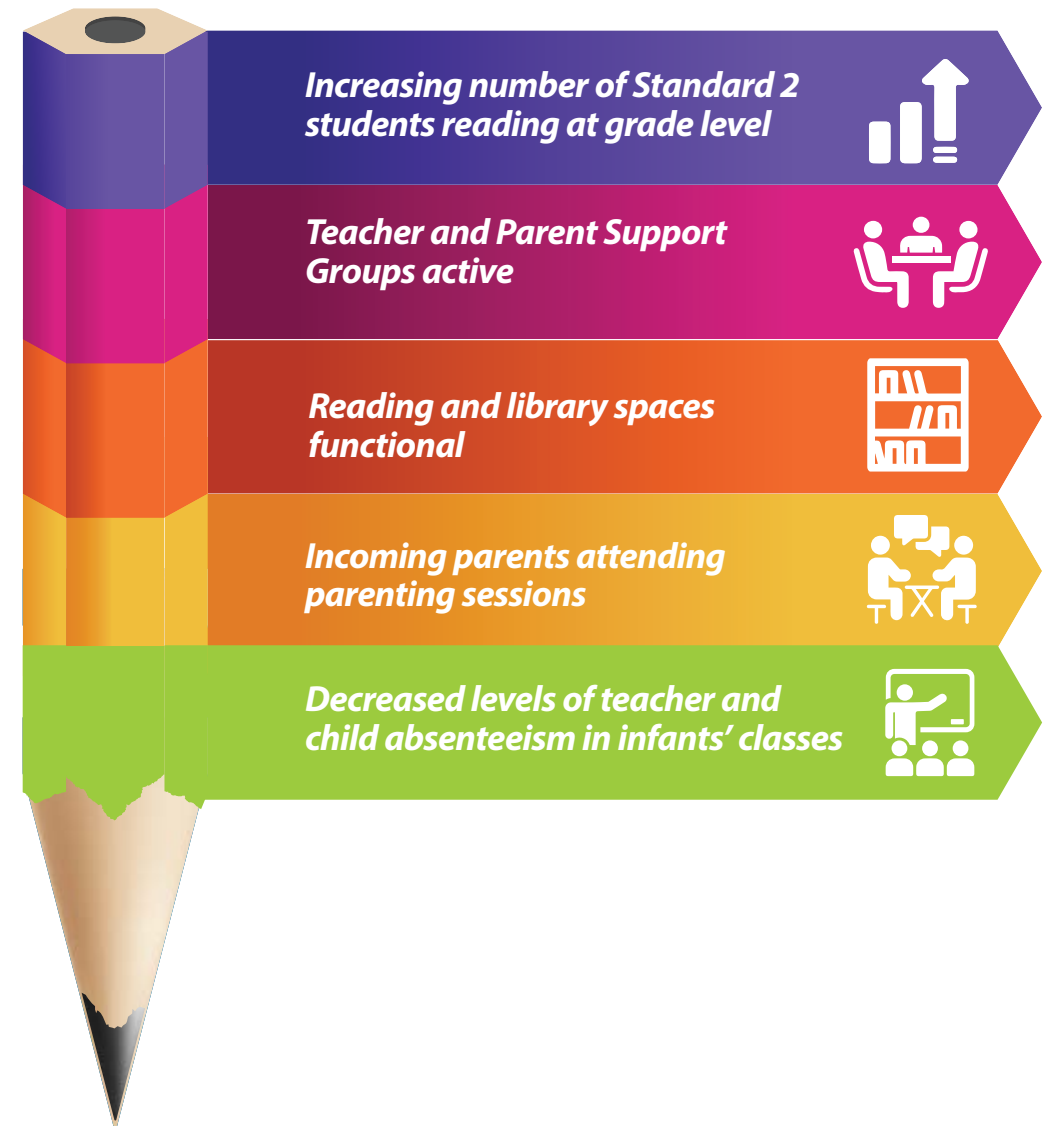 Increasing number of Standard 2
students reading at grade level
Teacher and Parent Support
Groups active
Reading and library spaces
functional
Incoming parents attending
parenting sessions
Decreased levels of teacher and
child absenteeism in infants’ classes